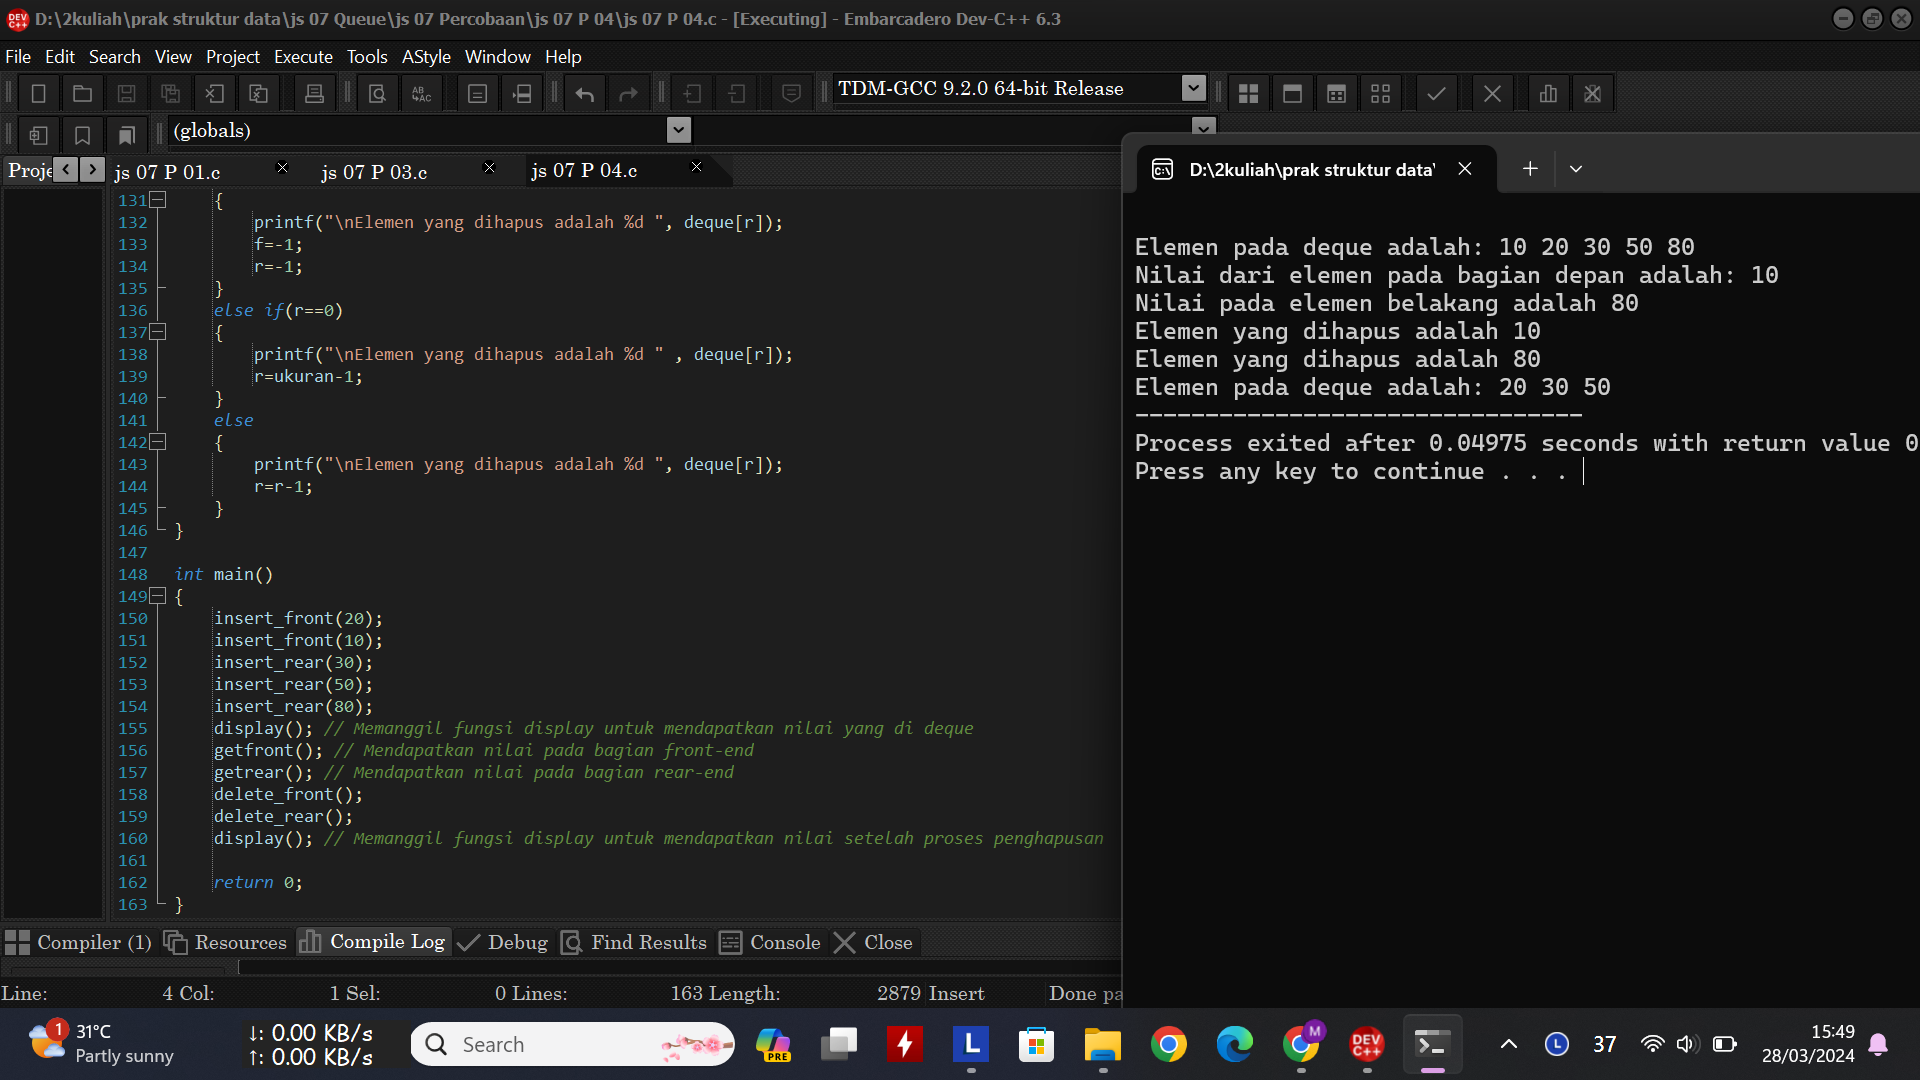 D:\2kuliah\prak struktur data\js 07 Queue\js 07 Percobaan\js 07 P 04\js 07 P 04.c - [Executing] - Embarcadero Dev-C++ 6.3
File Edit Search View Project Execute Tools AStyle Window Help
TDM-GCC 9.2.0 64-bit Release
(globals)
Proje js 07 P 01.c js 07 P 03.c js 07 P 04.c
131 {
132 printf("\nElemen yang dihapus adalah %d ", deque[r]);
133 f=-1;
134 r=-1;
135 }
136 else if(r==0)
137 {
138 printf("\nElemen yang dihapus adalah %d " , deque[r]);
139 r=ukuran-1;
140 }
141 else
142 {
143 printf("\nElemen yang dihapus adalah %d ", deque[r]);
144 r=r-1;
145 }
146 }
147
148 int main()
149 {
150 insert_front(20);
151 insert_front(10);
152 insert_rear(30);
153 insert_rear(50);
154 insert_rear(80);
155 display(); // Memanggil fungsi display untuk mendapatkan nilai yang di deque
156 getfront(); // Mendapatkan nilai pada bagian front-end
157 getrear(); // Mendapatkan nilai pada bagian rear-end
158 delete_front();
159 delete_rear();
160 display(); // Memanggil fungsi display untuk mendapatkan nilai setelah proses penghapusan
161
162 return 0;
163 }
D:\2kuliah\prak struktur data\
Elemen pada deque adalah: 10 20 30 50 80
Nilai dari elemen pada bagian depan adalah: 10
Nilai pada elemen belakang adalah 80
Elemen yang dihapus adalah 10
Elemen yang dihapus adalah 80
Elemen pada deque adalah: 20 30 50
--------------------------------
Process exited after 0.04975 seconds with return value 0
Press any key to continue . . .
Compiler (1) Resources Compile Log Debug Find Results Console Close
Line: 4 Col: 1 Sel: 0 Lines: 163 Length: 2879 Insert Done pa
1 31°C
Partly sunny
↓: 0.00 KB/s
↑: 0.00 KB/s
Search
PRE
L
M
DEV C++
L
37
15:49
28/03/2024